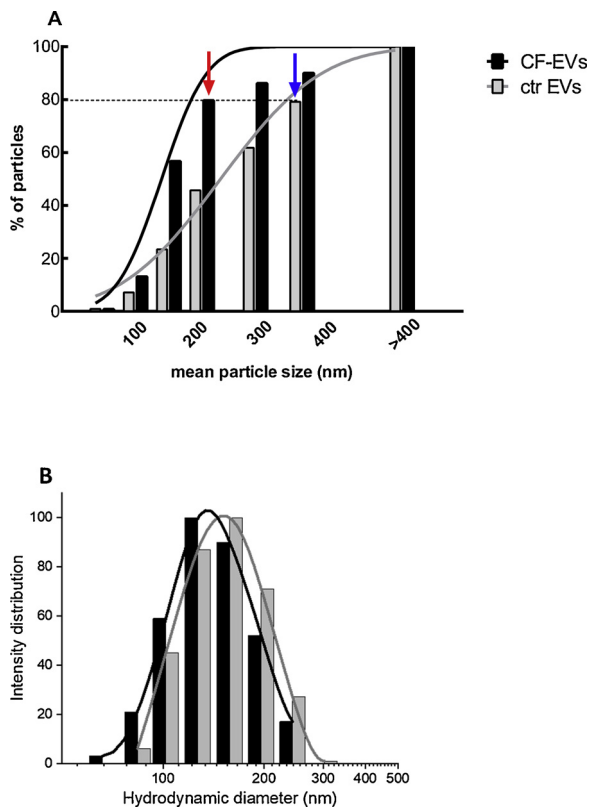 A
100
80
60
40
20
0
% of particles
100
200
300
400
>400
mean particle size (nm)
CF-EVs
ctr EVs
B
100
80
60
40
20
0
Intensity distribution
100
200
300
400
500
Hydrodynamic diameter (nm)